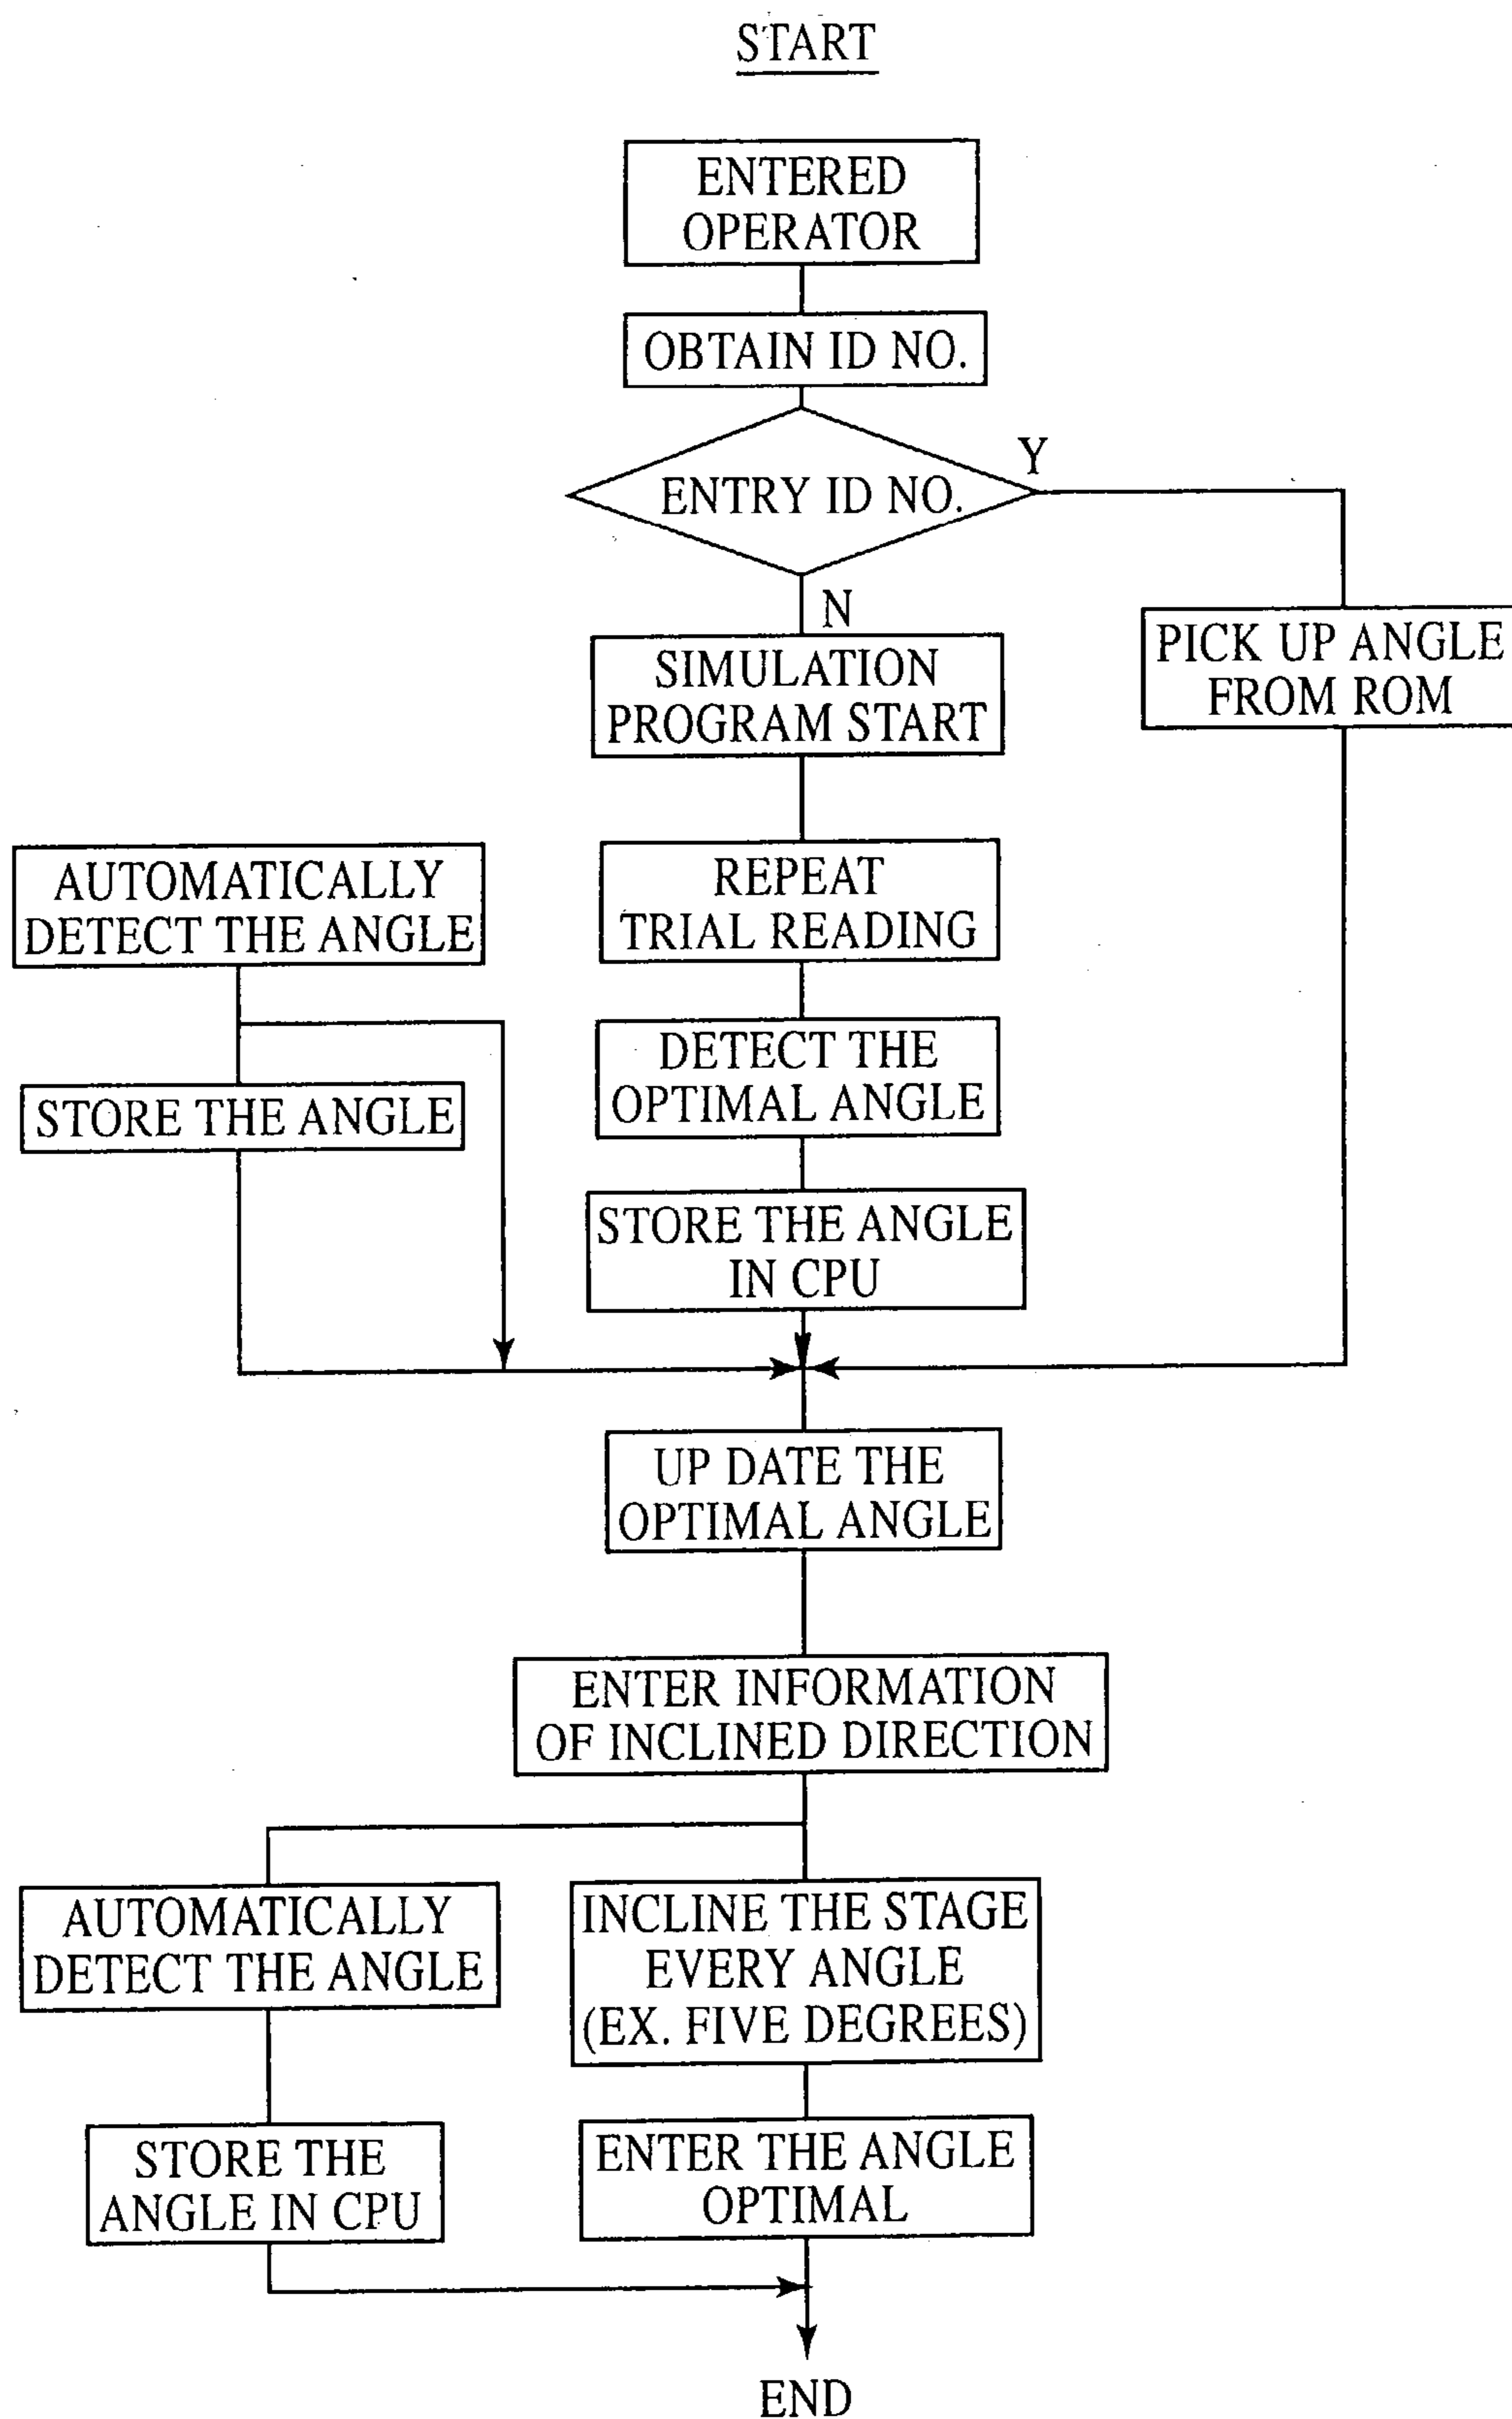 START
ENTERED
OPERATOR
OBTAIN ID NO.
ENTRY ID NO.
Y
N
SIMULATION
PROGRAM START
PICK UP ANGLE
FROM ROM
AUTOMATICALLY
DETECT THE ANGLE
REPEAT
TRIAL READING
STORE THE ANGLE
DETECT THE
OPTIMAL ANGLE
STORE THE ANGLE
IN CPU
UP DATE THE
OPTIMAL ANGLE
ENTER INFORMATION
OF INCLINED DIRECTION
AUTOMATICALLY
DETECT THE ANGLE
INCLINE THE STAGE
EVERY ANGLE
(EX. FIVE DEGREES)
STORE THE
ANGLE IN CPU
ENTER THE ANGLE
OPTIMAL
END